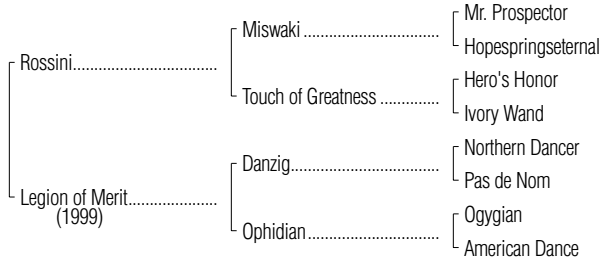 Mr. Prospector
Miswaki
Hopespringseternal
Rossini
Hero's Honor
Touch of Greatness
Ivory Wand
Northern Dancer
Danzig
Pas de Nom
Legion of Merit
(1999)
Ogygian
Ophidian
American Dance